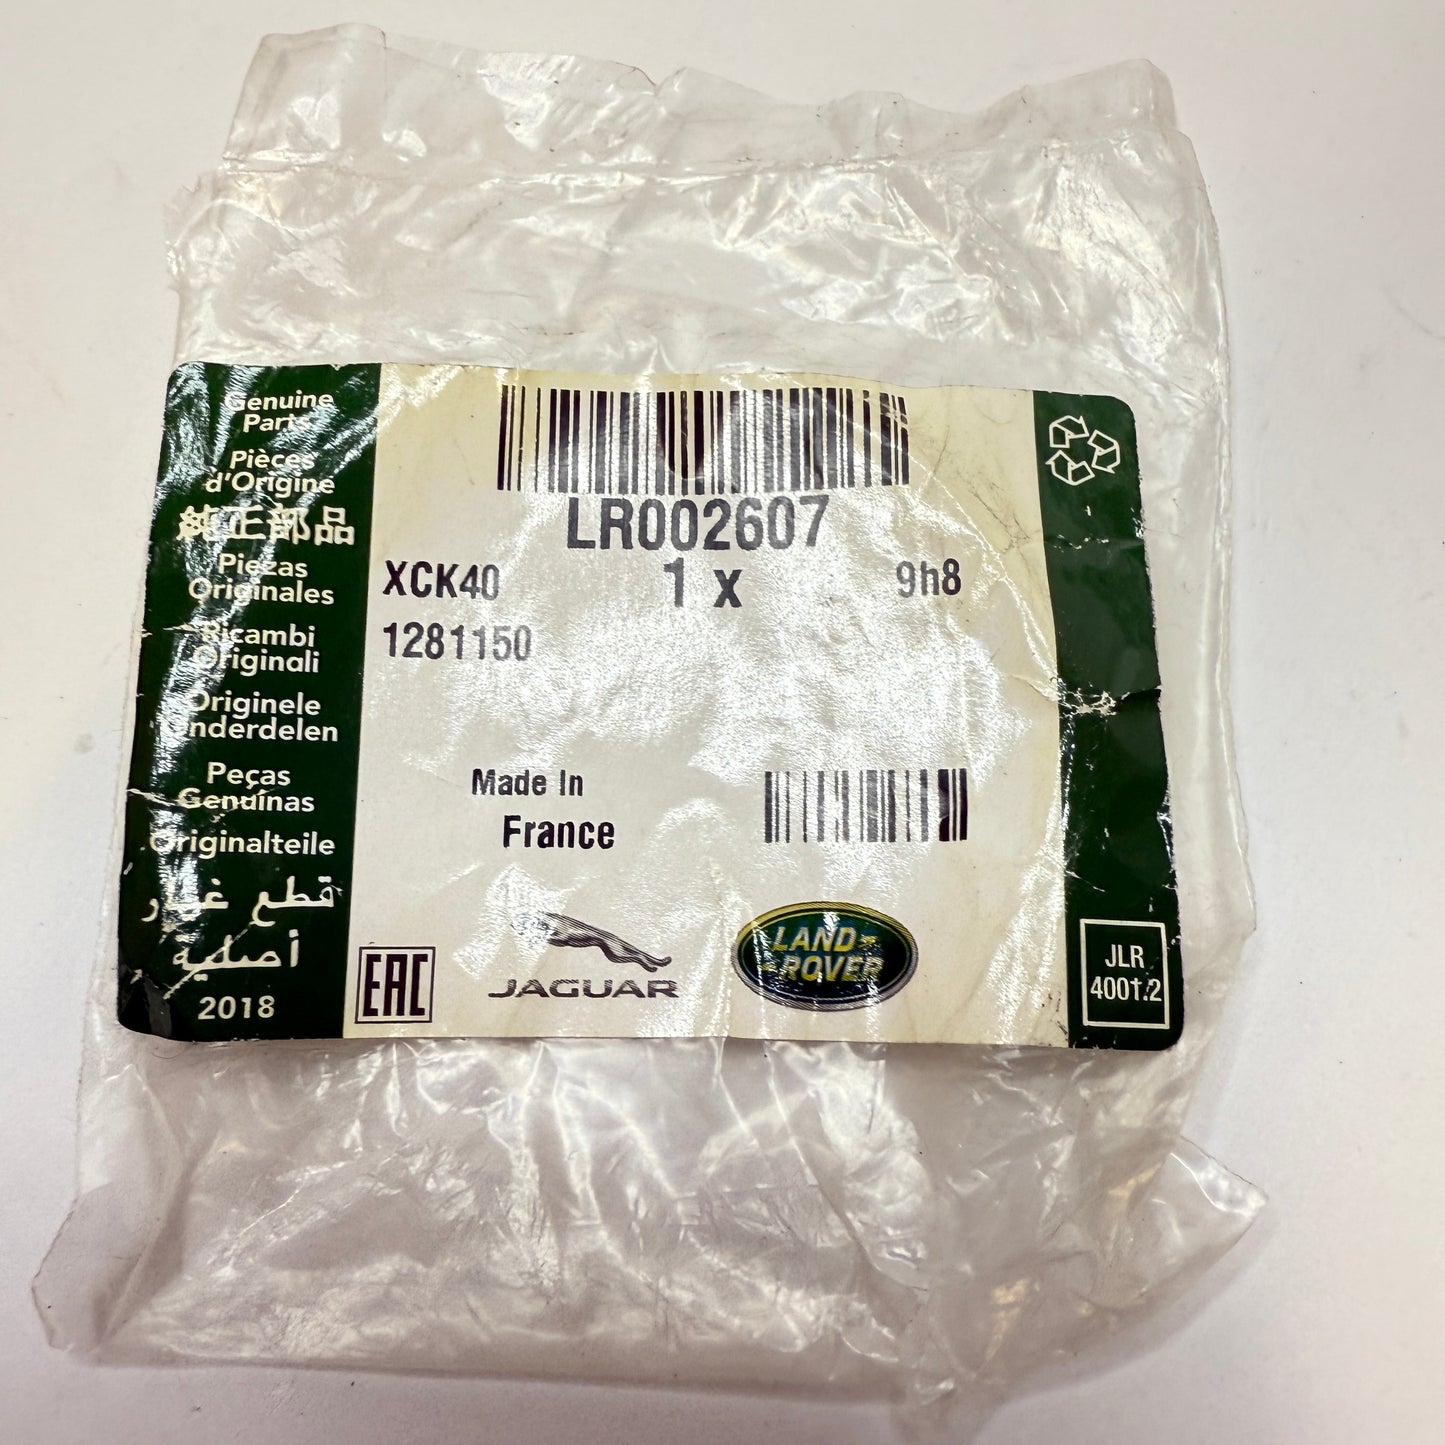 Genuine
Parts
Pièces
d'Origine
純正部品
Piezas
Originales
Ricambi
Originali
Originele
Onderdelen
Peças
Genuínas
Originalteile
قطع غيار
أصلية
2018
LR002607
XCK40
1 x
9h8
1281150
Made In
France
EAC
JAGUAR
LAND-
-ROVER
JLR
4001.2